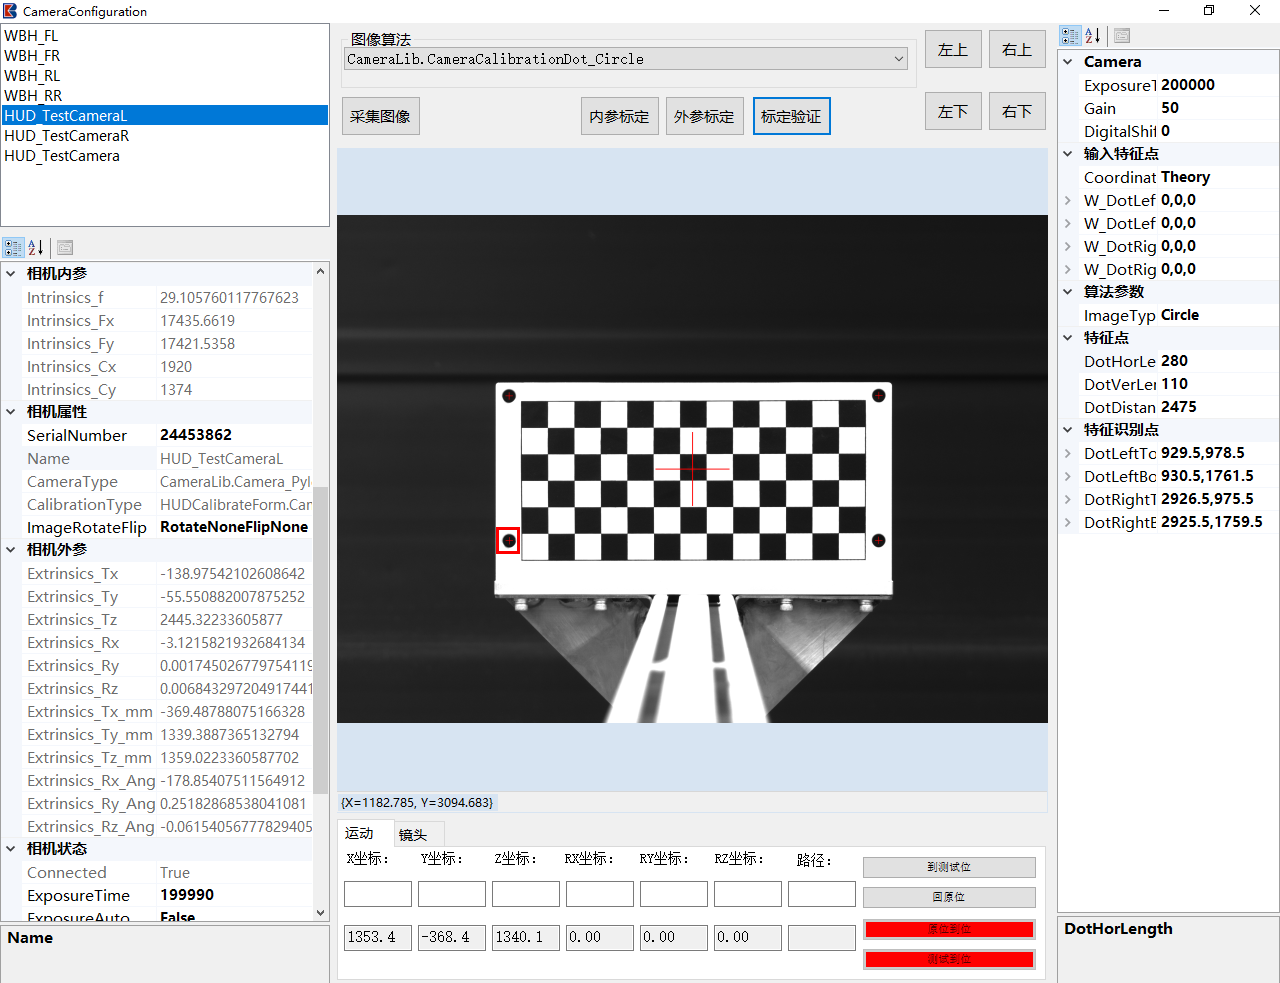 CameraConfiguration
WBH_FL
WBH_FR
WBH_RL
WBH_RR
HUD_TestCameraL
HUD_TestCameraR
HUD_TestCamera
相机内参
Intrinsics_f 29.105760117767623
Intrinsics_Fx 17435.6619
Intrinsics_Fy 17421.5358
Intrinsics_Cx 1920
Intrinsics_Cy 1374
相机属性
SerialNumber 24453862
Name HUD_TestCameraL
CameraType CameraLib.Camera_Pyl
CalibrationType HUDCalibrateForm.Can
ImageRotateFlip RotateNoneFlipNone
相机外参
Extrinsics_Tx -138.97542102608642
Extrinsics_Ty -55.550882007875252
Extrinsics_Tz 2445.32233605877
Extrinsics_Rx -3.1215821932684134
Extrinsics_Ry 0.001745026779754119
Extrinsics_Rz 0.006843297204917441
Extrinsics_Tx_mm -369.48788075166328
Extrinsics_Ty_mm 1339.3887365132794
Extrinsics_Tz_mm 1359.0223360587702
Extrinsics_Rx_Ang -178.85407511564912
Extrinsics_Ry_Ang 0.25182868538041081
Extrinsics_Rz_Ang -0.06154056777829405
相机状态
Connected True
ExposureTime 199990
ExposureAuto False
Name
图像算法
CameraLib.CameraCalibrationDot_Circle
采集图像
内参标定
外参标定
标定验证
左上
右上
左下
右下
{X=1182.785, Y=3094.683}
运动
镜头
X坐标: Y坐标: Z坐标: RX坐标: RY坐标: RZ坐标: 路径:
1353.4 -368.4 1340.1 0.00 0.00 0.00
到测试位
回原位
原位到位
测试到位
Camera
ExposureT 200000
Gain 50
DigitalShif 0
输入特征点
Coordinat Theory
W_DotLef 0,0,0
W_DotLef 0,0,0
W_DotRig 0,0,0
W_DotRig 0,0,0
算法参数
ImageTyp Circle
特征点
DotHorLe 280
DotVerLer 110
DotDistan 2475
特征识别点
DotLeftTo 929.5,978.5
DotLeftBo 930.5,1761.5
DotRightT 2926.5,975.5
DotRightE 2925.5,1759.5
DotHorLength